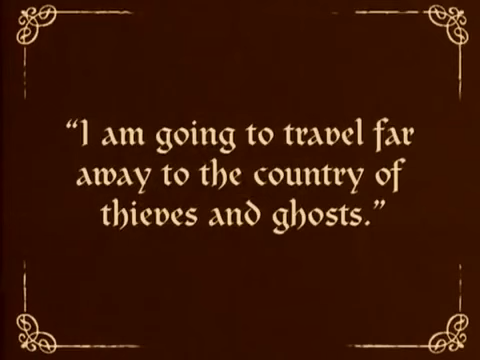 “I am going to travel far
away to the country of
thieves and ghosts.”